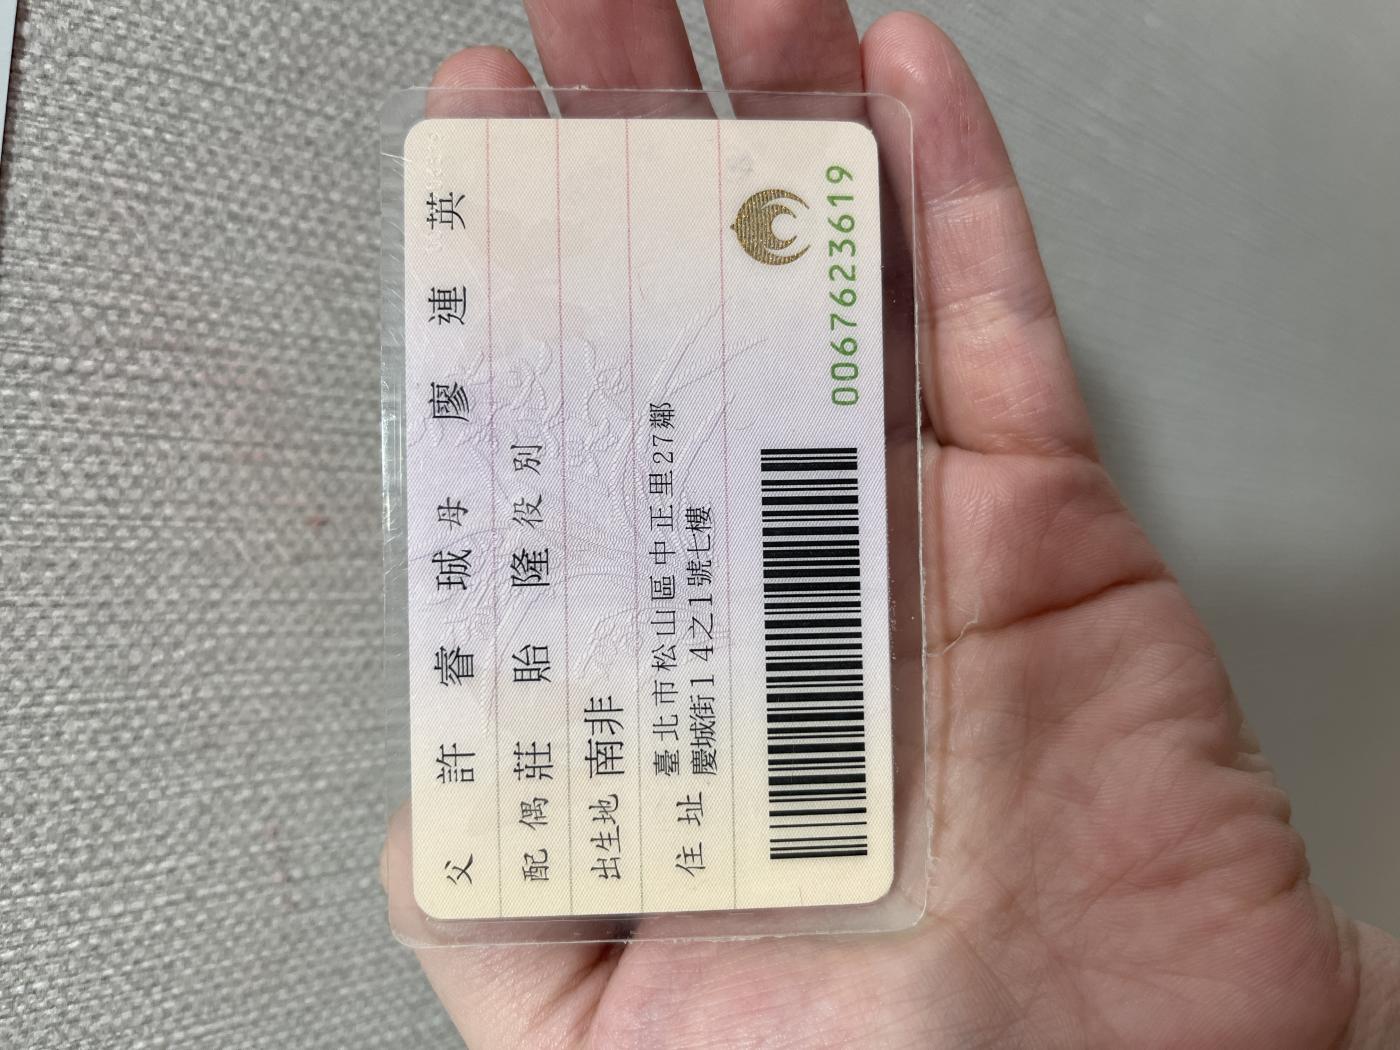 父 許睿珹 母 廖連英
配偶 莊貽隆 役別
出生地 南非
住址 臺北市松山區中正里27鄰
慶城街14之1號七樓
0067623619